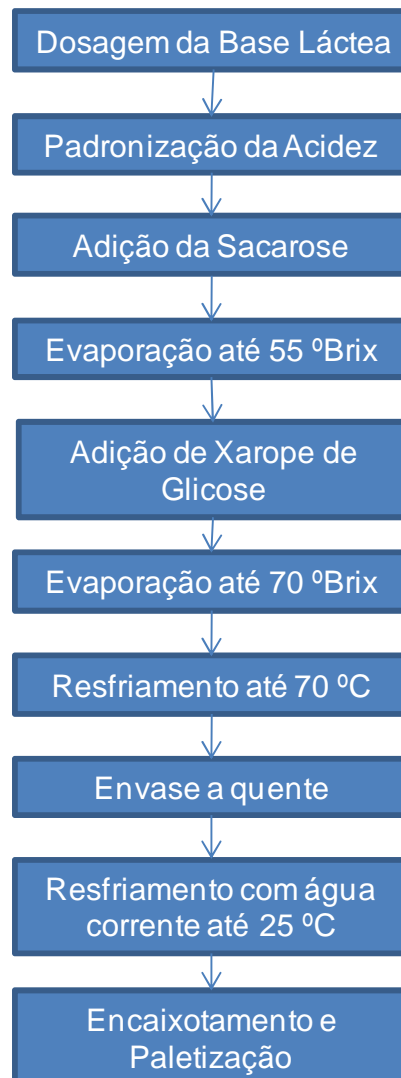 Dosagem da Base Láctea
Padronização da Acidez
Adição da Sacarose
Evaporação até 55 ºBrix
Adição de Xarope de
Glicose
Evaporação até 70 ºBrix
Resfriamento até 70 ºC
Envase a quente
Resfriamento com água
corrente até 25 ºC
Encaixotamento e
Paletização